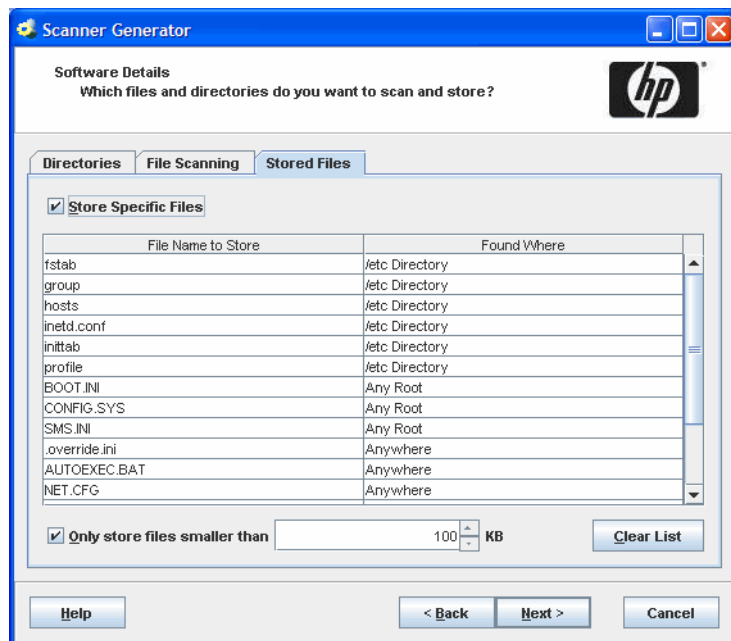 Scanner Generator
Software Details
Which files and directories do you want to scan and store?
hp
Directories File Scanning Stored Files
Store Specific Files
File Name to Store Found Where
fstab /etc Directory
group /etc Directory
hosts /etc Directory
inetd.conf /etc Directory
inittab /etc Directory
profile /etc Directory
BOOT.INI Any Root
CONFIG.SYS Any Root
SMS.INI Any Root
.override.ini Anywhere
AUTOEXEC.BAT Anywhere
NET.CFG Anywhere
Only store files smaller than 100 KB Clear List
Help < Back Next > Cancel